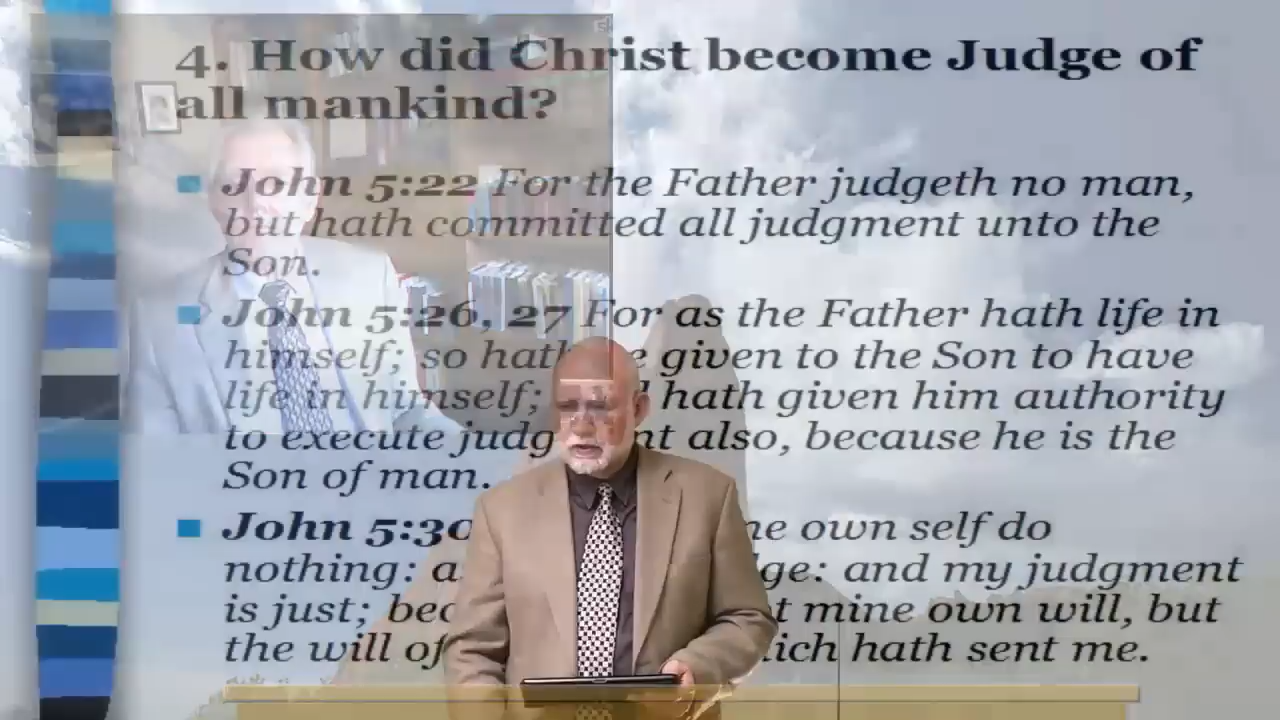 4. How did Christ become Judge of
all mankind?
John 5:22 For the Father judgeth no man,
but hath committed all judgment unto the
Son.
John 5:26, 27 For as the Father hath life in
himself; so hath he given to the Son to have
life in himself; hath given him authority
to execute judgment also, because he is the
Son of man.
John 5:30 own self do
nothing: and my judgment
is just; mine own will, but
the will of hath sent me.